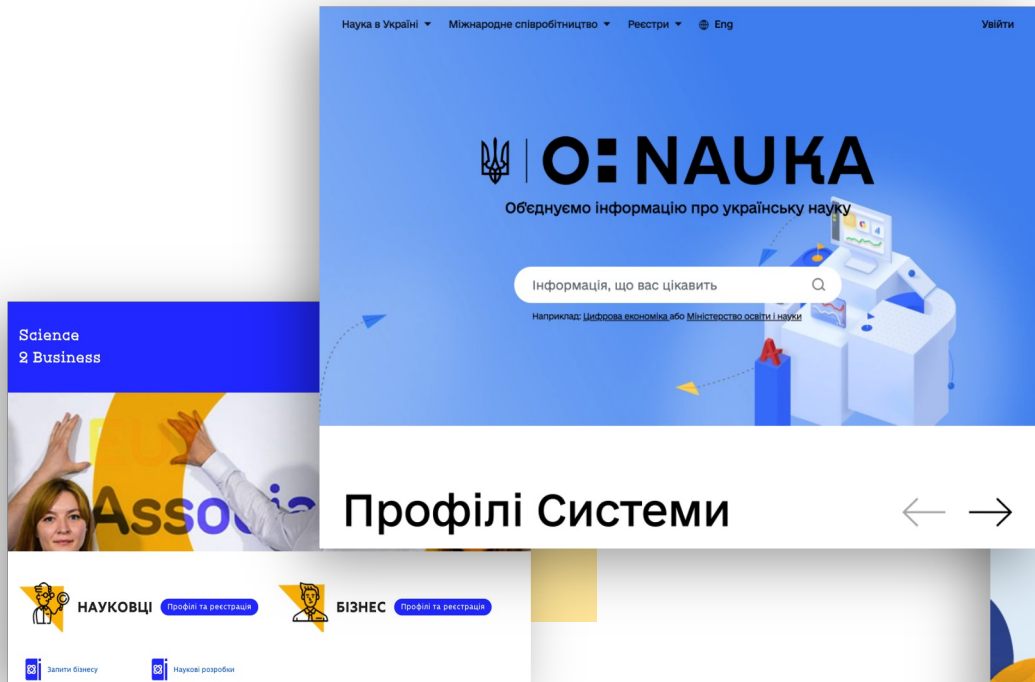 Наука в Україні
Міжнародне співробітництво
Реєстри
Eng
Увійти
O: NAUKA
Об'єднуємо інформацію про українську науку
Інформація, що вас цікавить
Наприклад: Цифрова економіка або Міністерство освіти і науки
Профілі Системи
Science
2 Business
EU
Associa
НАУКОВЦІ
Профілі та реєстрація
БІЗНЕС
Профілі та реєстрація
Запити бізнесу
Наукові розробки